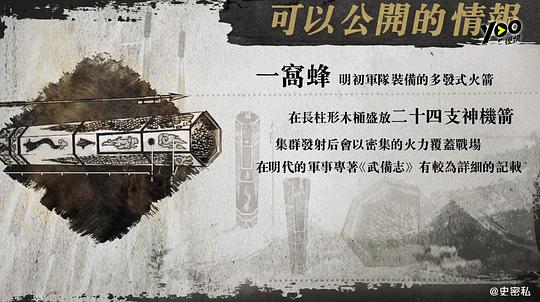 可以公開的情報
yoo
一窩蜂 明初軍隊裝備的多發式火箭
在長柱形木桶盛放二十四支神機箭
集群發射后會以密集的火力覆蓋戰場
在明代的軍事專著《武備志》有較為詳細的記載
@史密私